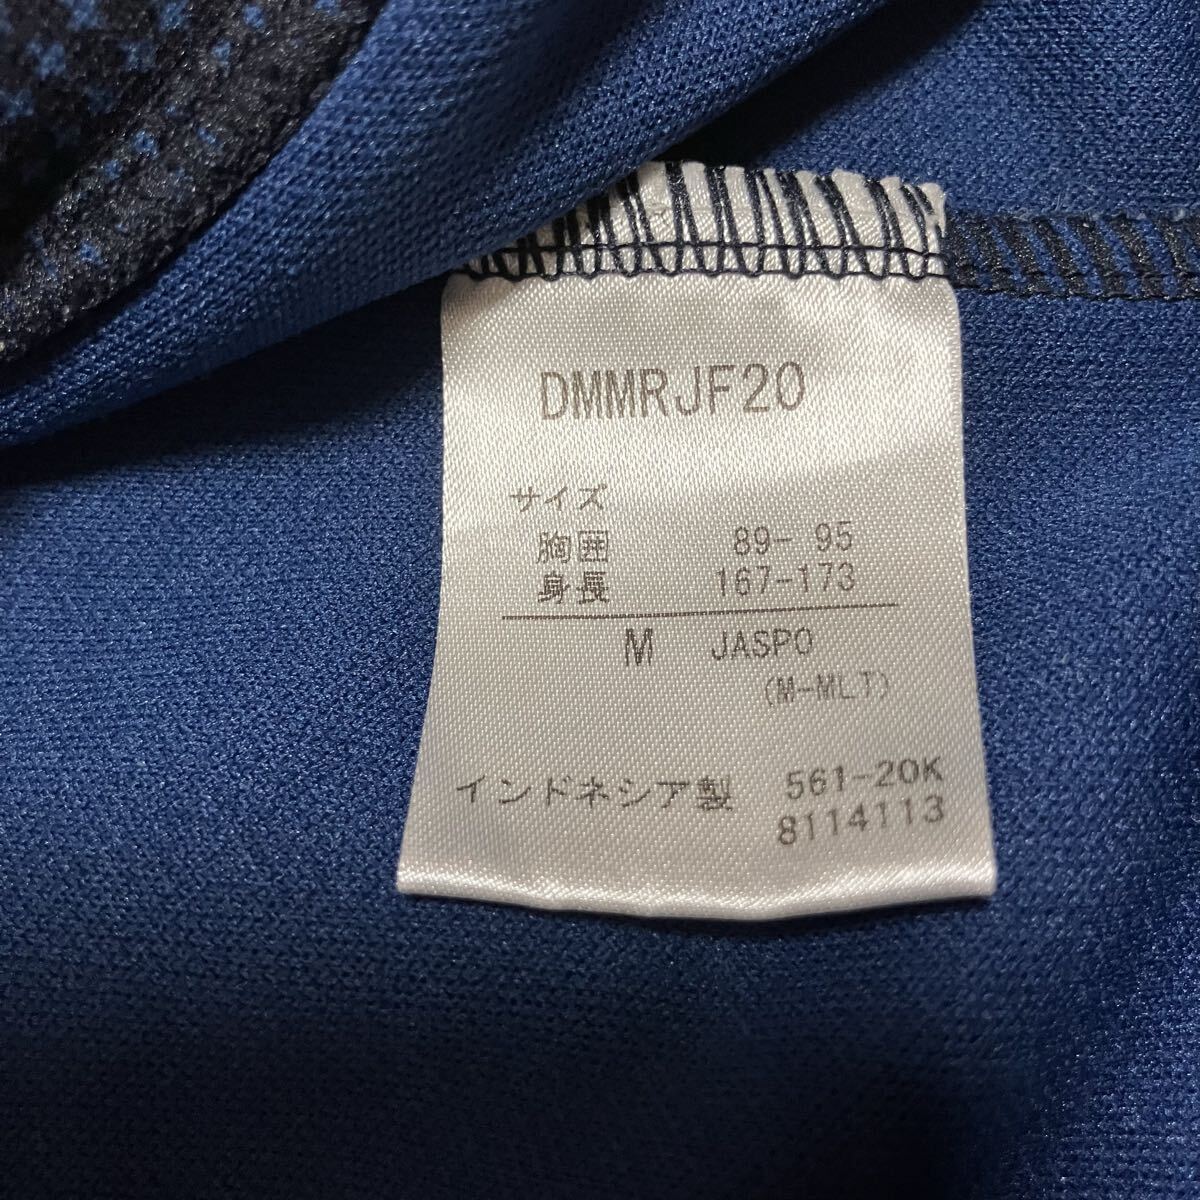 DMMRJF20
サイズ
胸囲 89-95
身長 167-173
M JASPO
(M-MLT)
インドネシア製 561-20K
8114113